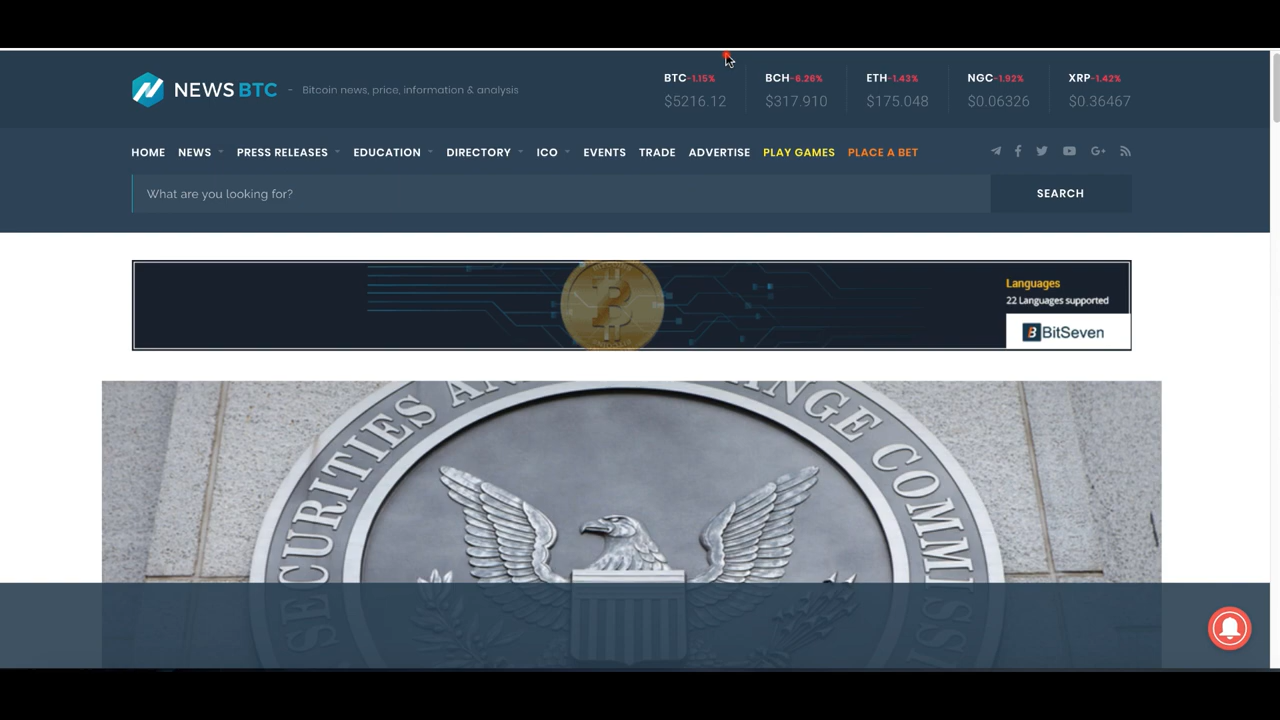 NEWSBTC - Bitcoin news, price, information & analysis
BTC-1.15% BCH-6.26% ETH-1.43% NGC-1.92% XRP-1.42%
$5216.12 $317.910 $175.048 $0.06326 $0.36467
HOME NEWS PRESS RELEASES EDUCATION DIRECTORY ICO EVENTS TRADE ADVERTISE PLAY GAMES PLACE A BET
What are you looking for? SEARCH
Languages
22 Languages supported
BitSeven
SECURITIES AND EXCHANGE COMMISS